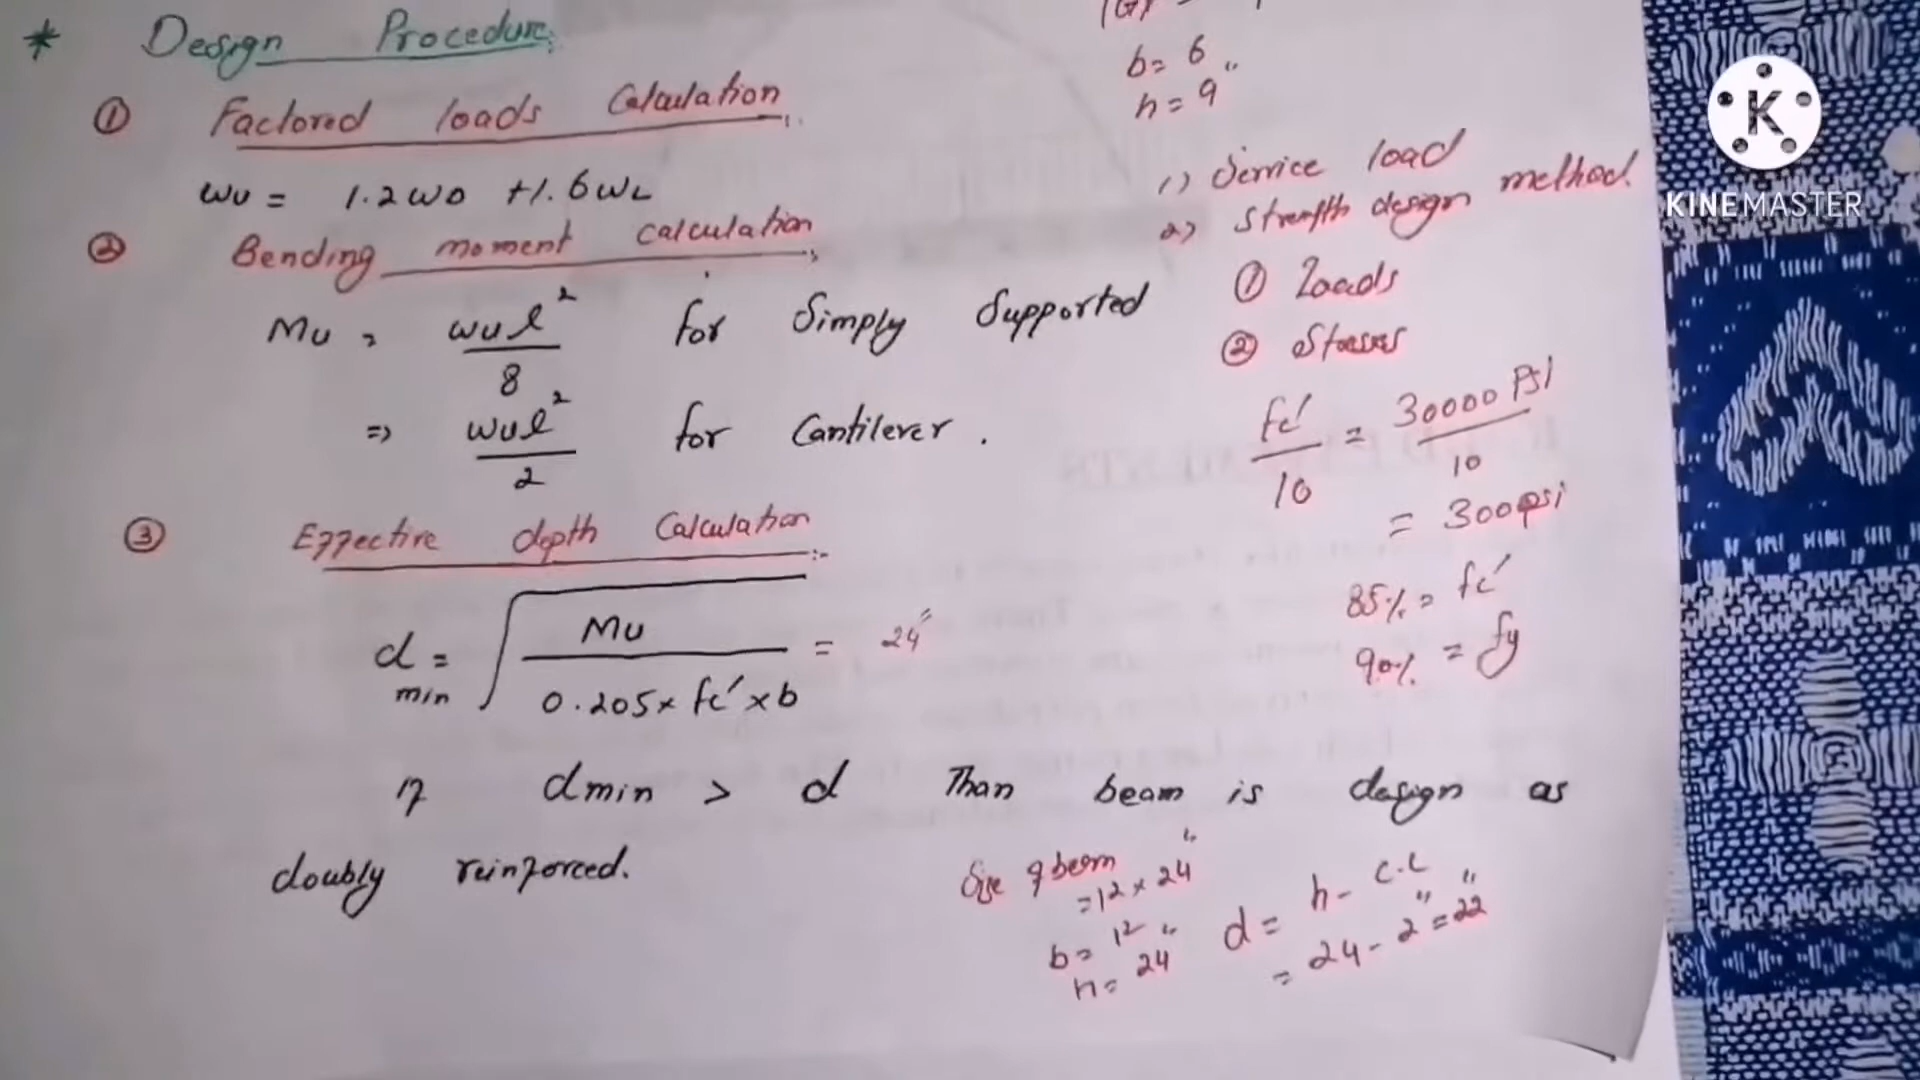 * Design Procedure:
① Factored loads Calculation:
wu = 1.2wD + 1.6wL
② Bending moment calculation:
Mu = wul²/8 for Simply Supported
=> wul²/2 for Cantilever.
③ Effective depth Calculation:-
dmin = √(Mu / 0.205 x fc' x b) = 24"
if dmin > d Than beam is design as
doubly reinforced.
b= 6"
h = 9
1) Service load
2) Strength design method.
① Loads
② Stresses
fc'/10 = 30000 PSI/10
= 300psi
85% = fc'
90% = fy
Size of beam
= 12 x 24"
b= 12"
h= 24
d = h - c.c
= 24 - 2" = 22"
KINEMASTER